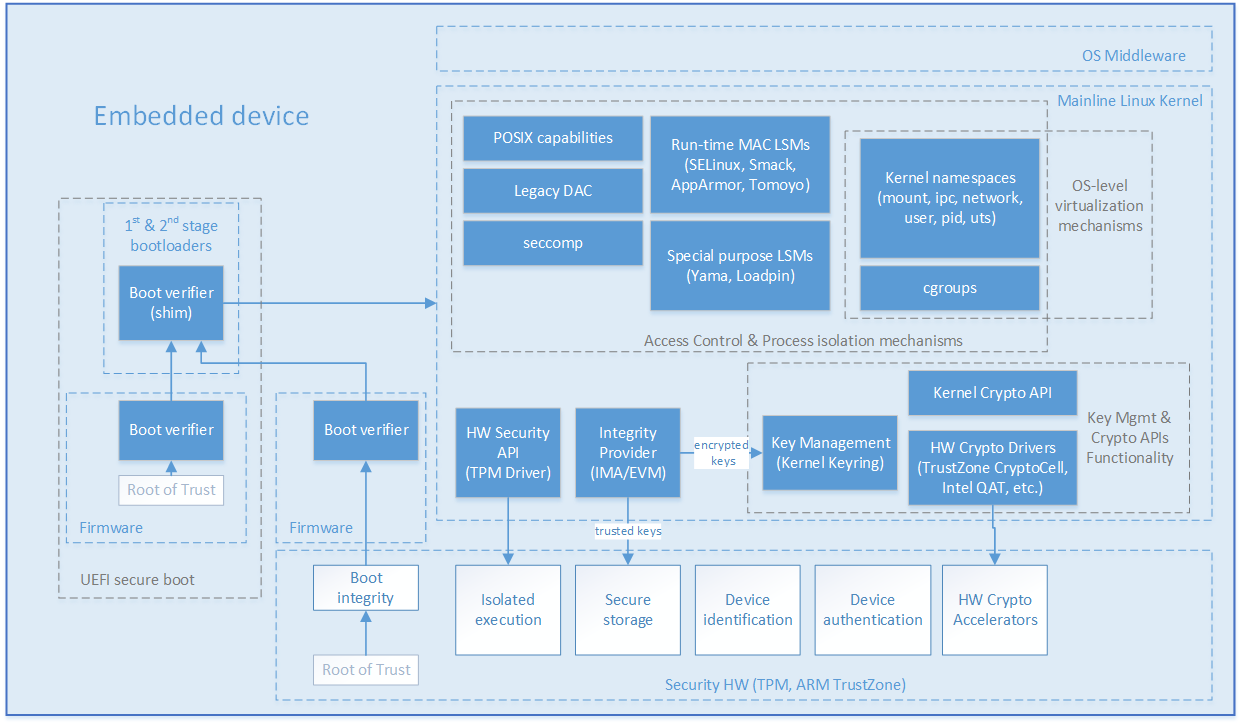 OS Middleware
Mainline Linux Kernel
Embedded device
POSIX capabilities
Legacy DAC
seccomp
Run-time MAC LSMs
(SELinux, Smack,
AppArmor, Tomoyo)
Special purpose LSMs
(Yama, Loadpin)
Kernel namespaces
(mount, ipc, network,
user, pid, uts)
cgroups
OS-level
virtualization
mechanisms
Access Control & Process isolation mechanisms
1st & 2nd stage
bootloaders
Boot verifier
(shim)
Boot verifier
Root of Trust
Firmware
UEFI secure boot
Boot verifier
Firmware
HW Security
API
(TPM Driver)
Integrity
Provider
(IMA/EVM)
encrypted
keys
Key Management
(Kernel Keyring)
Kernel Crypto API
HW Crypto Drivers
(TrustZone CryptoCell,
Intel QAT, etc.)
Key Mgmt &
Crypto APIs
Functionality
trusted keys
Boot
integrity
Root of Trust
Isolated
execution
Secure
storage
Device
identification
Device
authentication
HW Crypto
Accelerators
Security HW (TPM, ARM TrustZone)